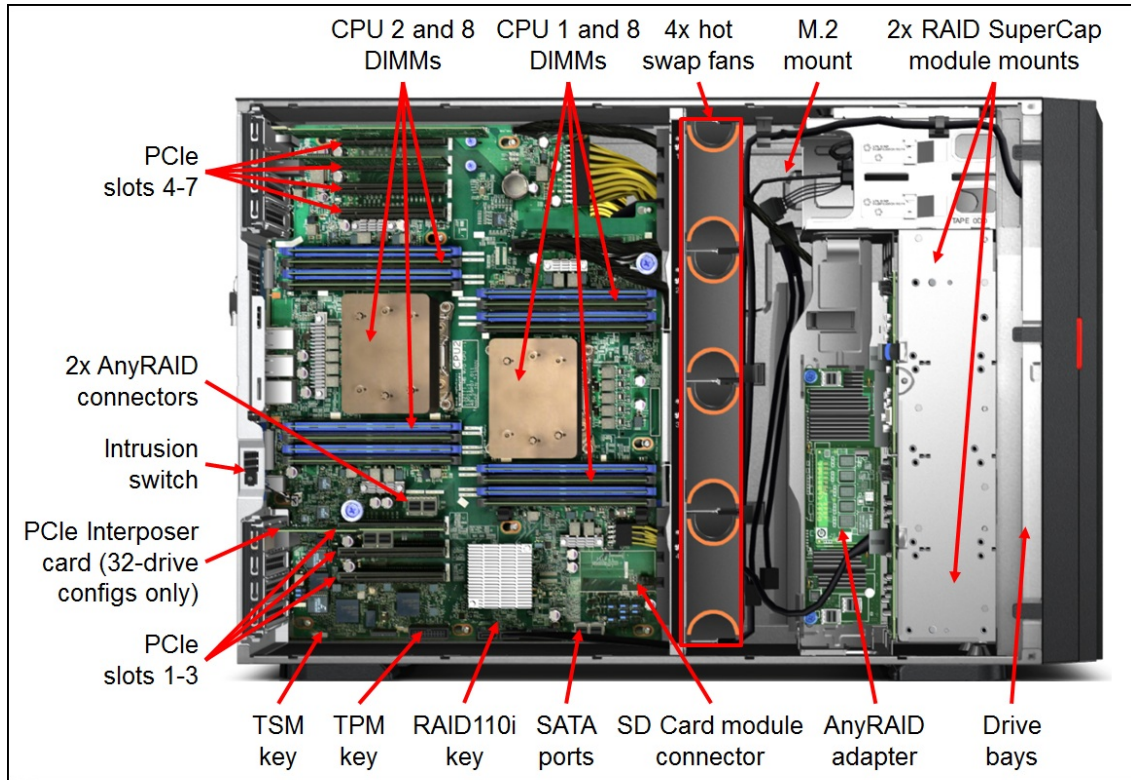 CPU 2 and 8
DIMMs
CPU 1 and 8
DIMMs
4x hot
swap fans
M.2
mount
2x RAID SuperCap
module mounts
PCIe
slots 4-7
TAPE ODD
CPU2
2x AnyRAID
connectors
Intrusion
switch
PCIe Interposer
card (32-drive
configs only)
PCIe
slots 1-3
TSM
key
TPM
key
RAID110i
key
SATA
ports
SD Card module
connector
AnyRAID
adapter
Drive
bays